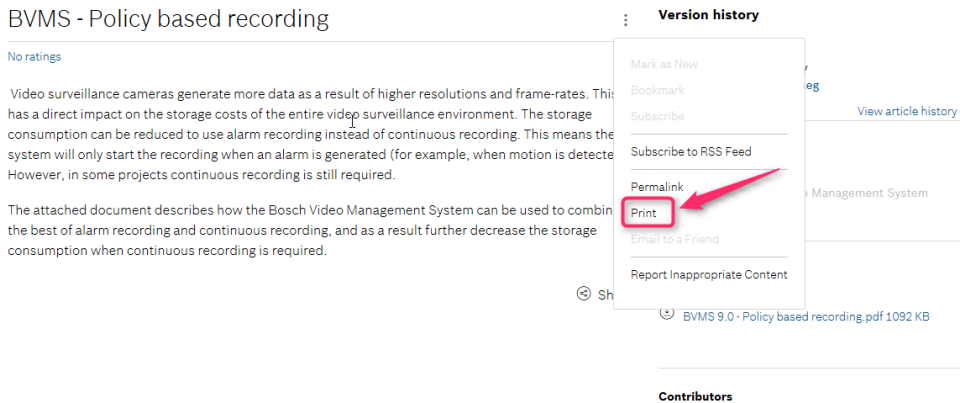 BVMS - Policy based recording
No ratings
Video surveillance cameras generate more data as a result of higher resolutions and frame-rates. This
has a direct impact on the storage costs of the entire video surveillance environment. The storage
consumption can be reduced to use alarm recording instead of continuous recording. This means the
system will only start the recording when an alarm is generated (for example, when motion is detecte
However, in some projects continuous recording is still required.
The attached document describes how the Bosch Video Management System can be used to combin
the best of alarm recording and continuous recording, and as a result further decrease the storage
consumption when continuous recording is required.
Sh
Mark as New
Bookmark
Subscribe
Subscribe to RSS Feed
Permalink
Print
Email to a Friend
Report Inappropriate Content
Version history
eg
View article history
Management System
BVMS 9.0 - Policy based recording.pdf 1092 KB
Contributors